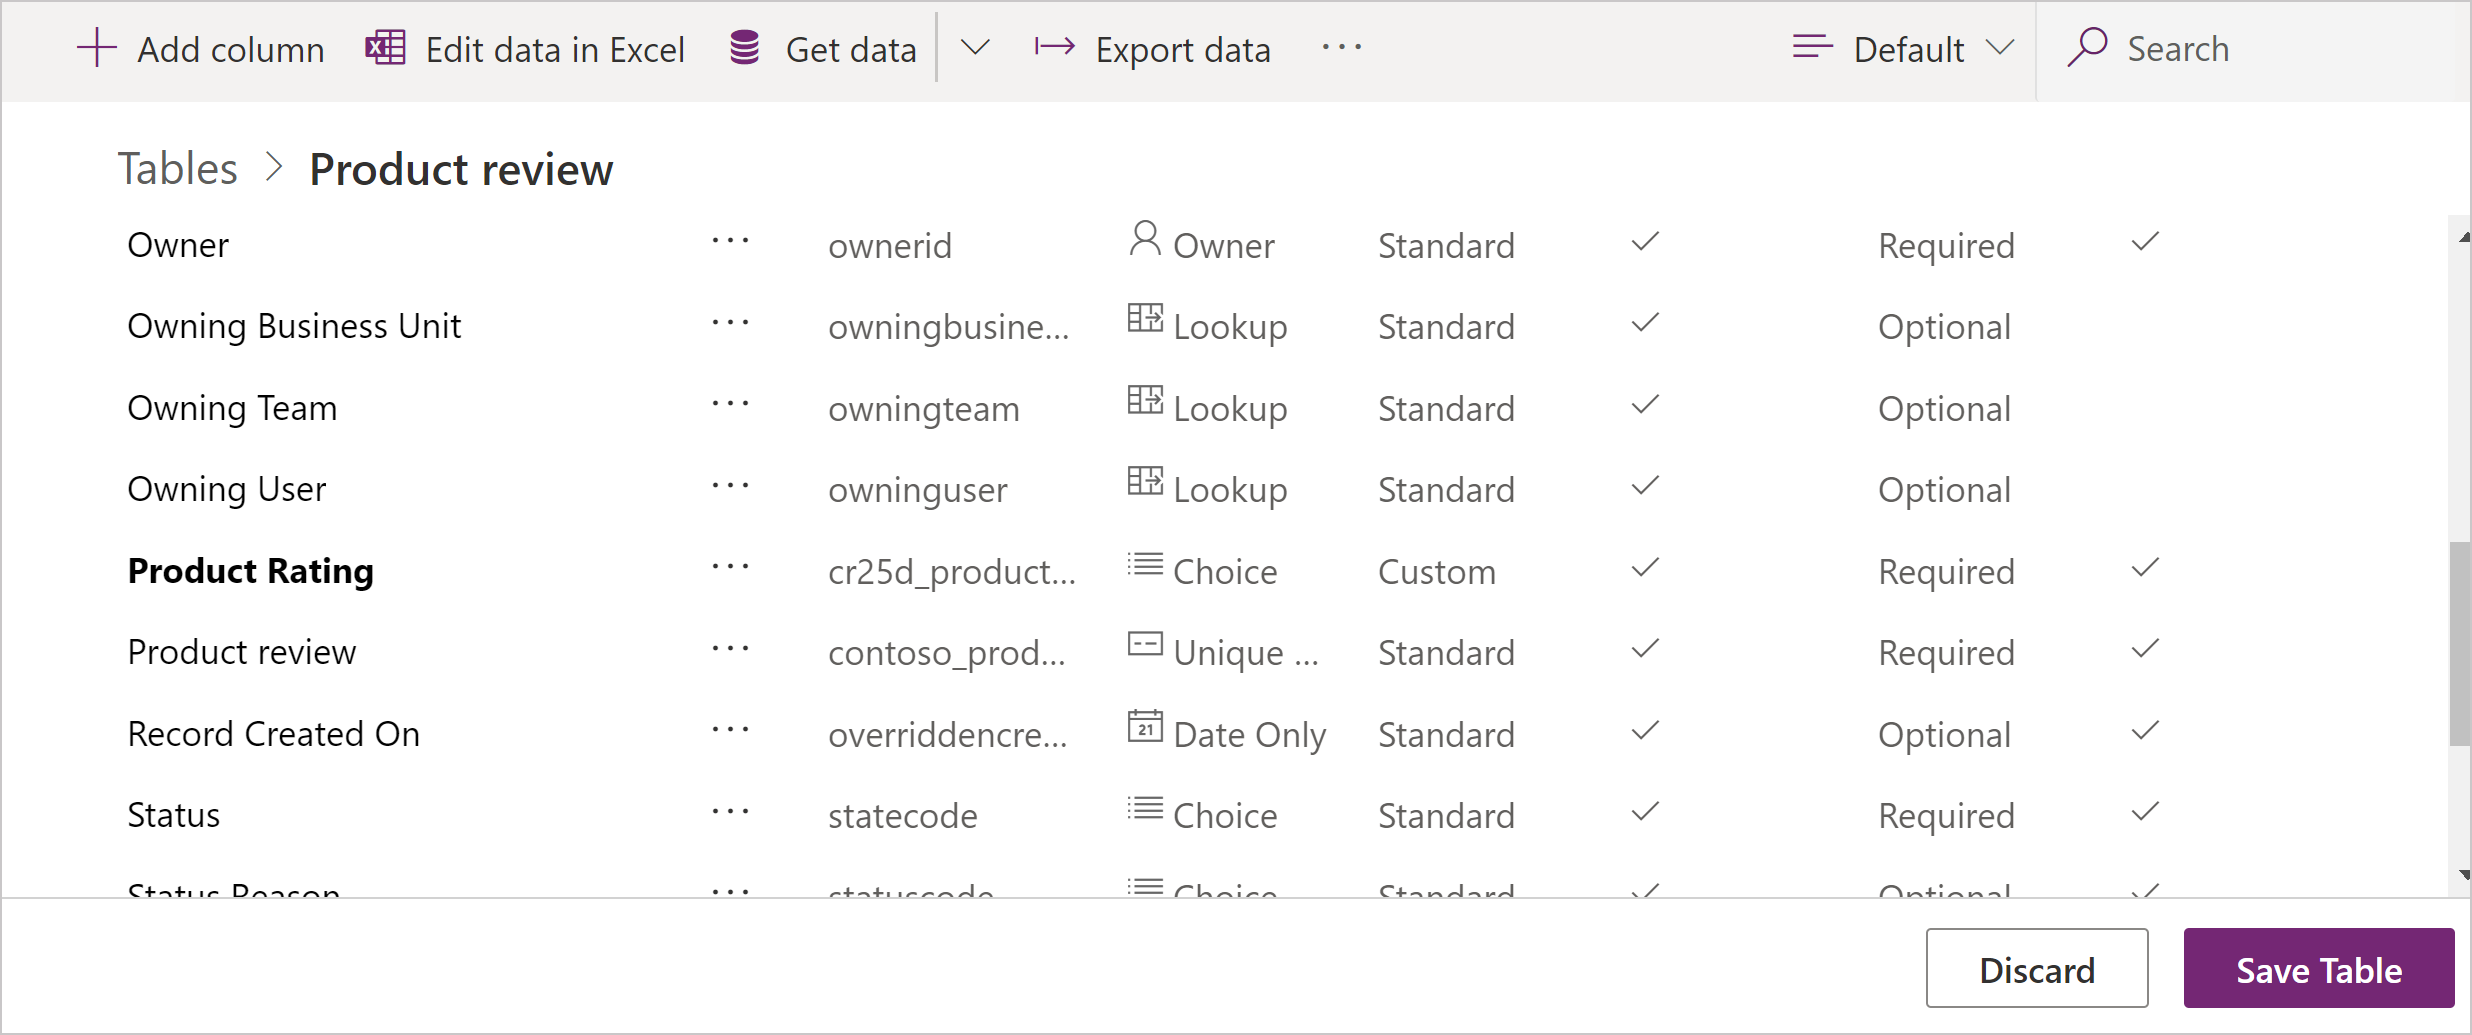 Add column Edit data in Excel Get data Export data ··· Default Search
Tables > Product review
Owner ··· ownerid Owner Standard ✓ Required ✓
Owning Business Unit ··· owningbusine... Lookup Standard ✓ Optional
Owning Team ··· owningteam Lookup Standard ✓ Optional
Owning User ··· owninguser Lookup Standard ✓ Optional
Product Rating ··· cr25d_product... Choice Custom ✓ Required ✓
Product review ··· contoso_prod... Unique ... Standard ✓ Required ✓
Record Created On ··· overriddencre... 21 Date Only Standard ✓ Optional ✓
Status ··· statecode Choice Standard ✓ Required ✓
Status Reason ··· statuscode Choice Standard ✓ Optional ✓
Discard Save Table